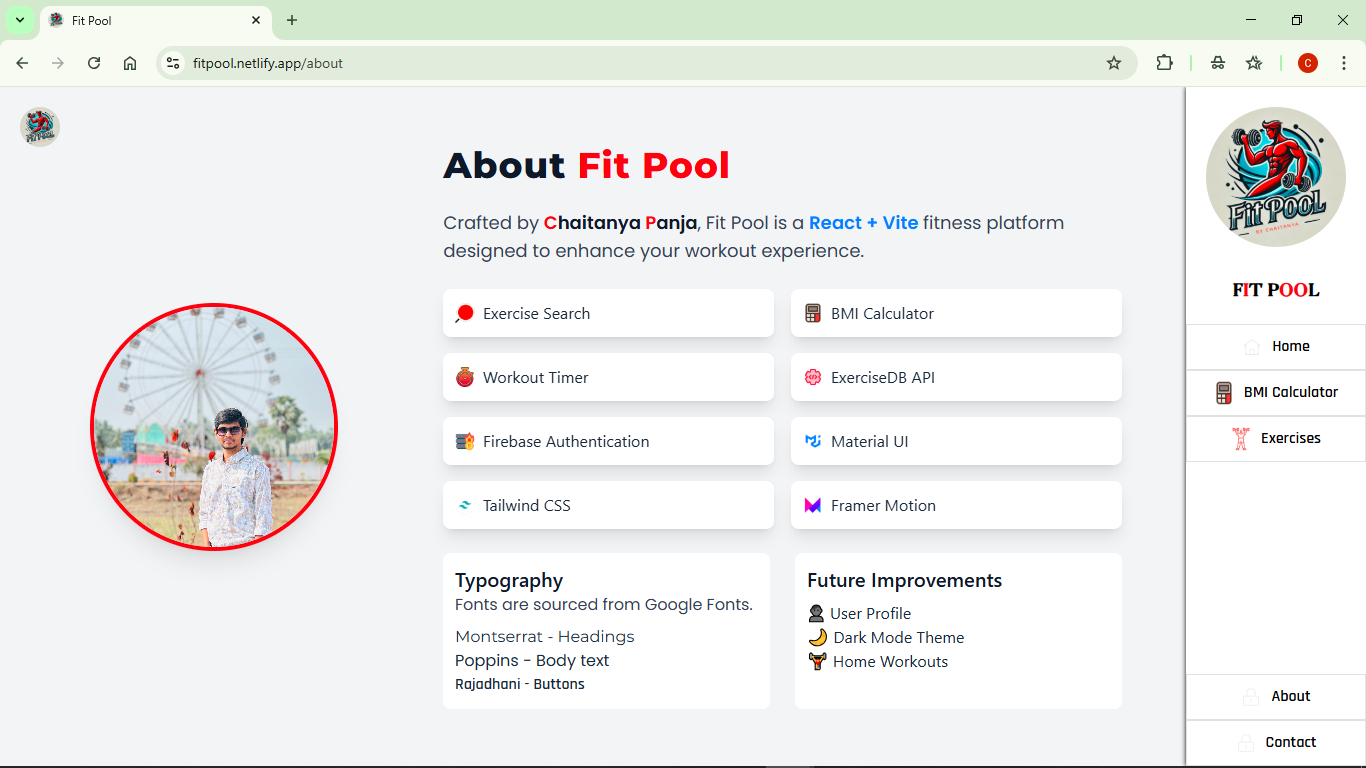 Fit Pool
fitpool.netlify.app/about
C
FitPool
About Fit Pool
Crafted by Chaitanya Panja, Fit Pool is a React + Vite fitness platform
designed to enhance your workout experience.
Exercise Search
BMI Calculator
Workout Timer
ExerciseDB API
Firebase Authentication
Material UI
Tailwind CSS
Framer Motion
Typography
Fonts are sourced from Google Fonts.
Montserrat - Headings
Poppins - Body text
Rajadhani - Buttons
Future Improvements
User Profile
Dark Mode Theme
Home Workouts
FitPool
BY CHAITANYA
FIT POOL
Home
BMI Calculator
Exercises
About
Contact